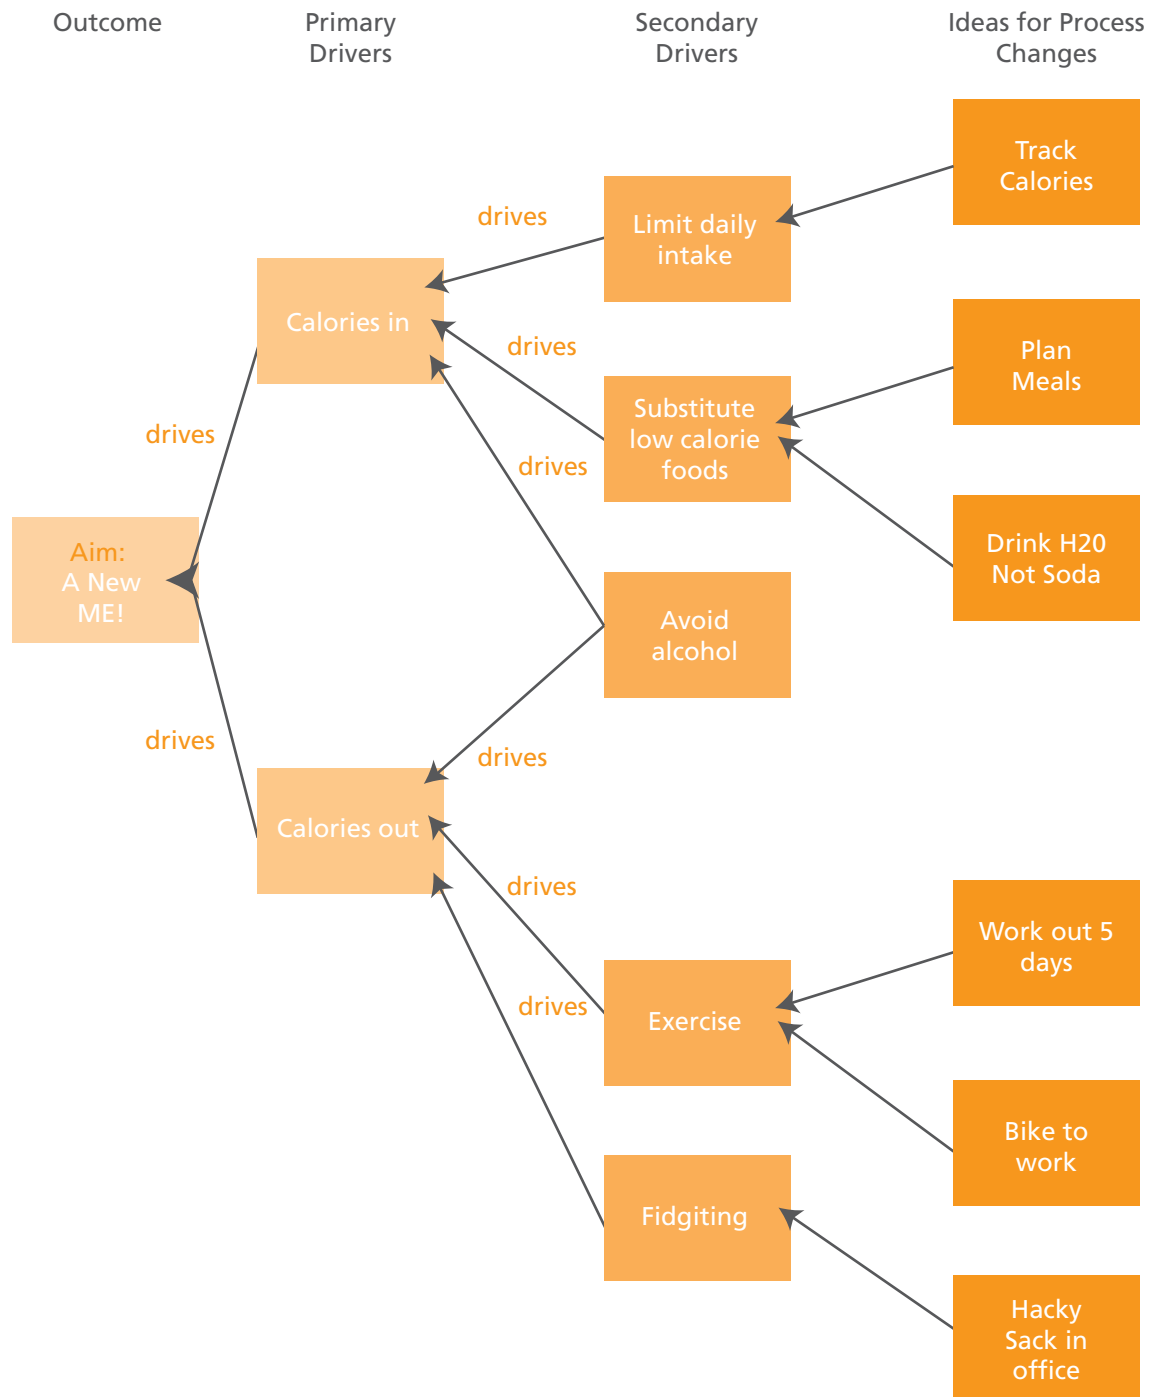 Outcome
Primary
Drivers
Secondary
Drivers
Ideas for Process
Changes
Track
Calories
drives
Limit daily
intake
Calories in
drives
Plan
Meals
Substitute
low calorie
foods
drives
drives
Drink H20
Not Soda
Aim:
A New
ME!
Avoid
alcohol
drives
drives
Calories out
drives
Work out 5
days
drives
Exercise
Bike to
work
Fidgiting
Hacky
Sack in
office